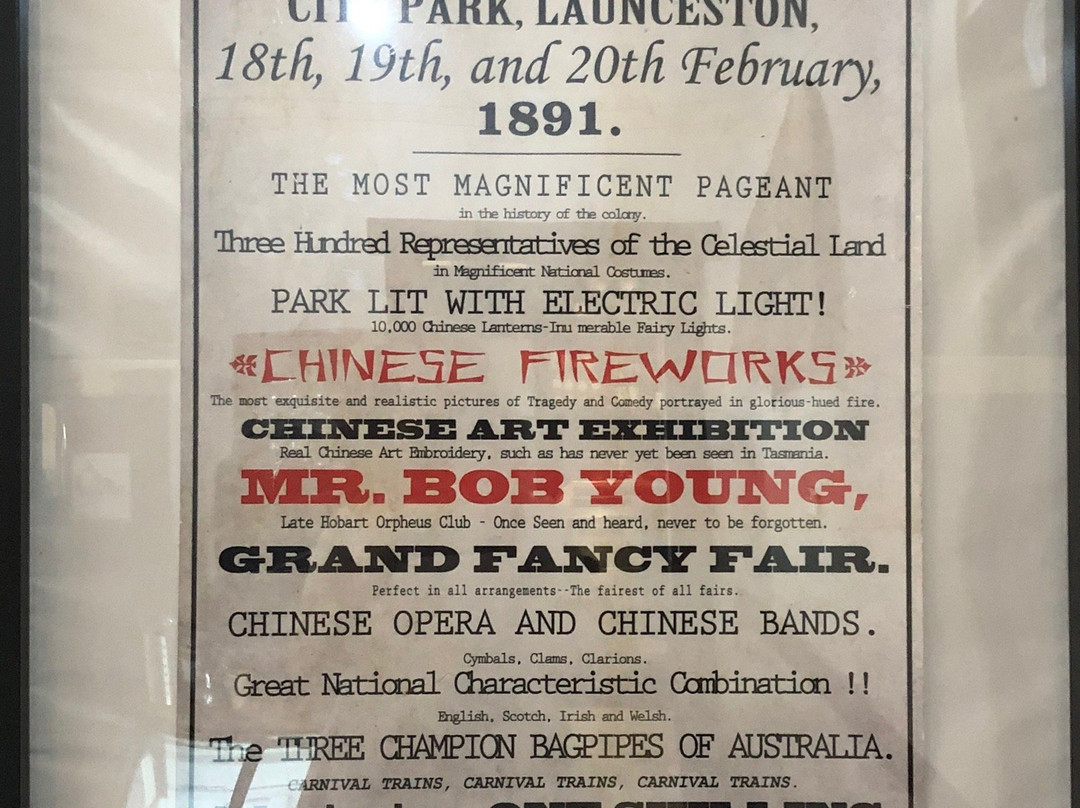 CITY PARK, LAUNCESTON,
18th, 19th, and 20th February,
1891.
THE MOST MAGNIFICENT PAGEANT
in the history of the colony.
Three Hundred Representatives of the Celestial Land
in Magnificent National Costumes.
PARK LIT WITH ELECTRIC LIGHT!
10,000 Chinese Lanterns-Inu merable Fairy Lights.
CHINESE FIREWORKS
The most exquisite and realistic pictures of Tragedy and Comedy portrayed in glorious-hued fire.
CHINESE ART EXHIBITION
Real Chinese Art Embroidery, such as has never yet been seen in Tasmania.
MR. BOB YOUNG,
Late Hobart Orpheus Club - Once Seen and heard, never to be forgotten.
GRAND FANCY FAIR.
Perfect in all arrangements--The fairest of all fairs.
CHINESE OPERA AND CHINESE BANDS.
Cymbals, Clams, Clarions.
Great National Characteristic Combination !!
English, Scotch, Irish and Welsh.
The THREE CHAMPION BAGPIPES OF AUSTRALIA.
CARNIVAL TRAINS, CARNIVAL TRAINS, CARNIVAL TRAINS.
ONE SHILLING